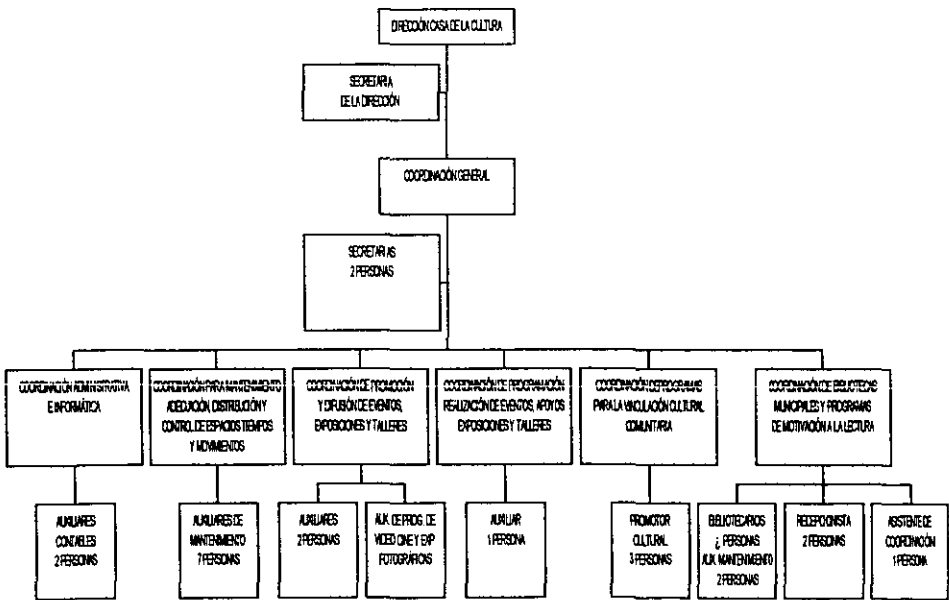 DIRECCIÓN CASA DE LA CULTURA
SECRETARIA
DE LA DIRECCIÓN
COORDINACIÓN GENERAL
SECRETARIAS
2 PERSONAS
COORDINACIÓN ADMINISTRATIVA
E INFORMÁTICA
COORDINACIÓN PARA MANTENIMIENTO
ADECUACIÓN, DISTRIBUCIÓN Y
CONTROL DE ESPACIOS TIEMPOS
Y MOVIMIENTOS
COORDINACIÓN DE PROMOCIÓN
Y DIFUSIÓN DE EVENTOS,
EXPOSICIONES Y TALLERES
COORDINACIÓN DE PROGRAMACIÓN
REALIZACIÓN DE EVENTOS, APOYOS
EXPOSICIONES Y TALLERES
COORDINACIÓN DE PROGRAMAS
PARA LA VINCULACIÓN CULTURAL
COMUNITARIA
COORDINACIÓN DE BIBLIOTECAS
MUNICIPALES Y PROGRAMAS
DE MOTIVACIÓN A LA LECTURA
AUXILIARES
CONTABLES
2 PERSONAS
AUXILIARES DE
MANTENIMIENTO
7 PERSONAS
AUXILIARES
2 PERSONAS
AUX. DE PROG. DE
VIDEO CINE Y EXP
FOTOGRÁFICAS
AUXILIAR
1 PERSONA
PROMOTOR
CULTURAL
3 PERSONAS
BIBLIOTECARIOS
¿ PERSONAS
AUX. MANTENIMIENTO
2 PERSONAS
RECEPCIONISTA
2 PERSONAS
ASISTENTE DE
COORDINACIÓN
1 PERSONA